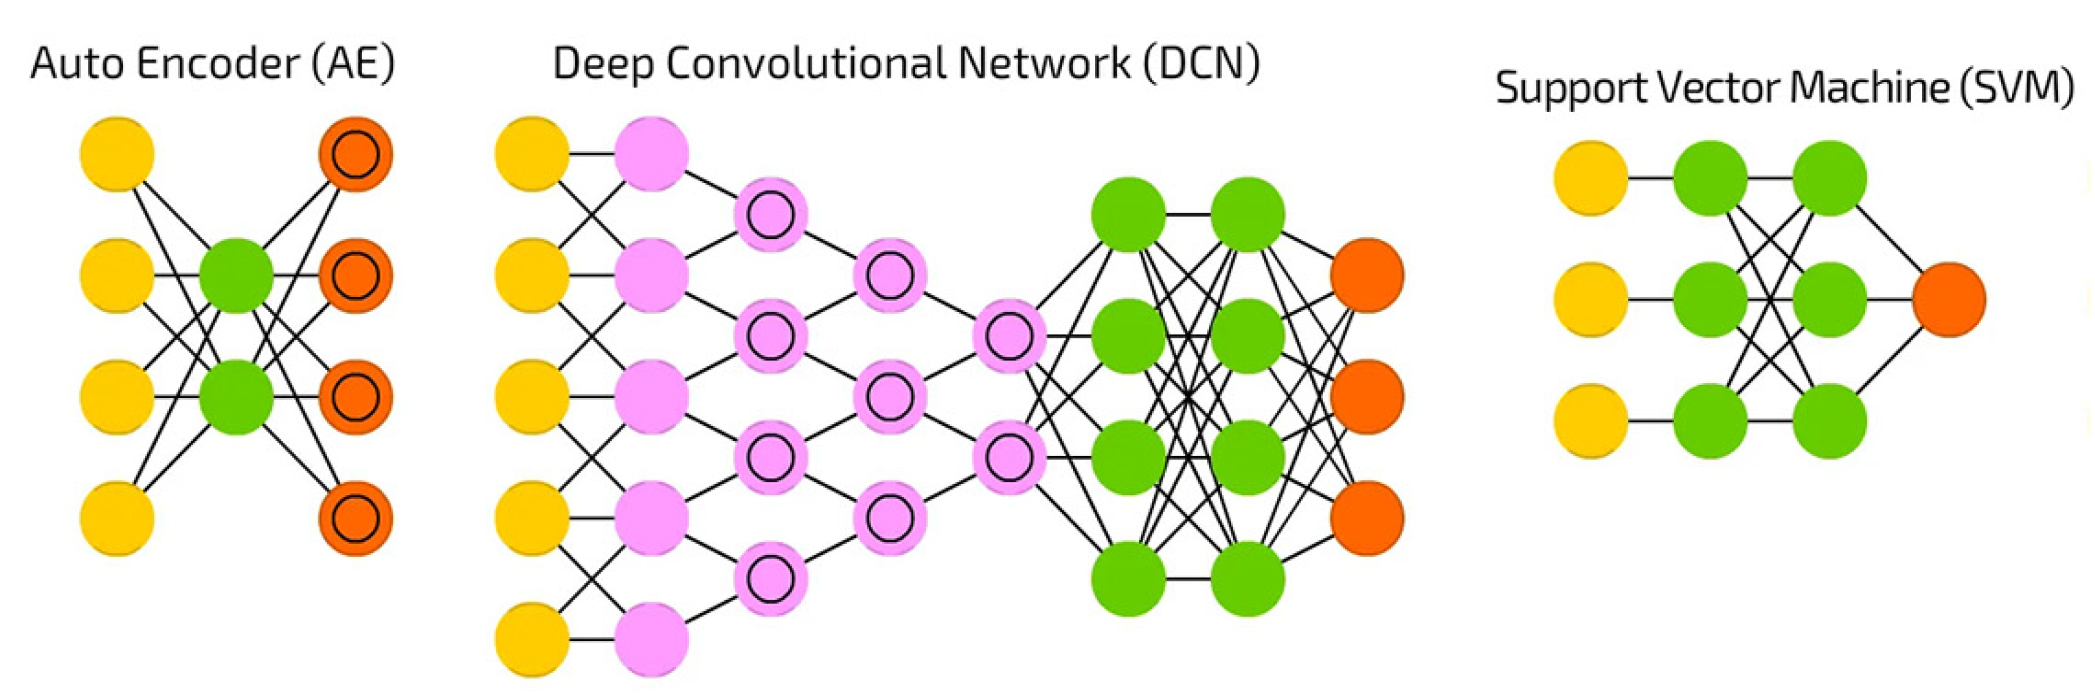 Auto Encoder (AE)
Deep Convolutional Network (DCN)
Support Vector Machine (SVM)